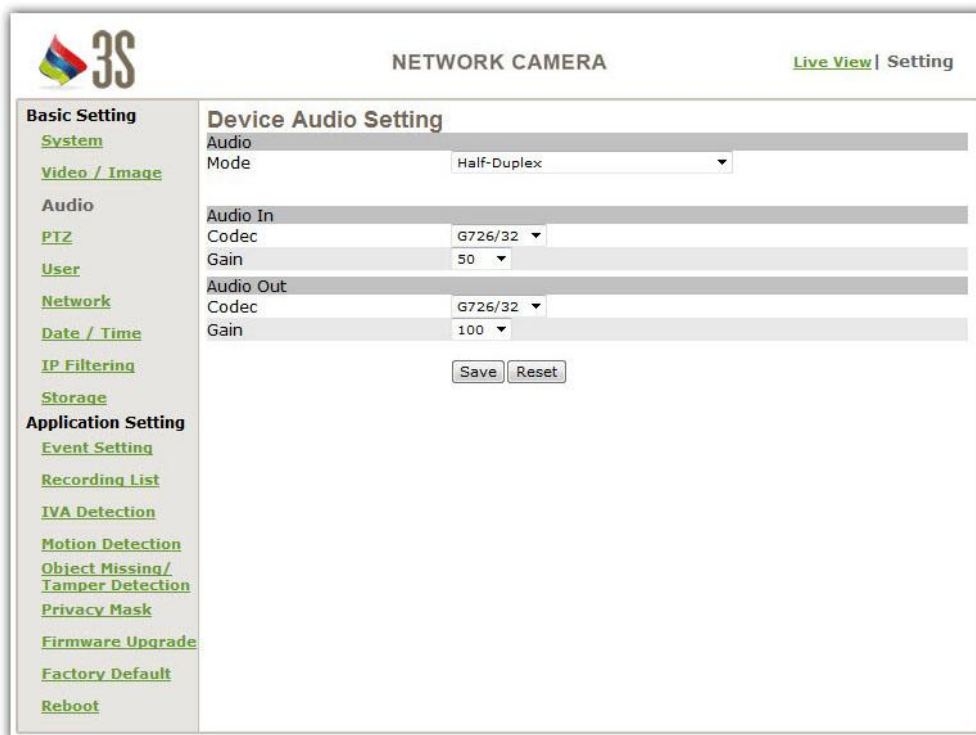 3S
NETWORK CAMERA
Live View | Setting
Basic Setting
System
Video / Image
Audio
PTZ
User
Network
Date / Time
IP Filtering
Storage
Application Setting
Event Setting
Recording List
IVA Detection
Motion Detection
Object Missing/
Tamper Detection
Privacy Mask
Firmware Upgrade
Factory Default
Reboot
Device Audio Setting
Audio
Mode Half-Duplex
Audio In
Codec G726/32
Gain 50
Audio Out
Codec G726/32
Gain 100
Save Reset